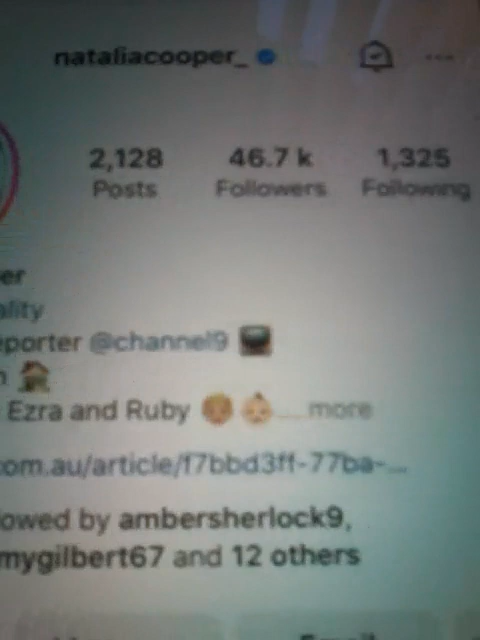 nataliacooper_
2,128 46.7 k 1,325
Posts Followers Following
er
ality
eporter @channel9
n
Ezra and Ruby ... more
com.au/article/f7bbd3ff-77ba-...
owed by ambersherlock9,
mygilbert67 and 12 others